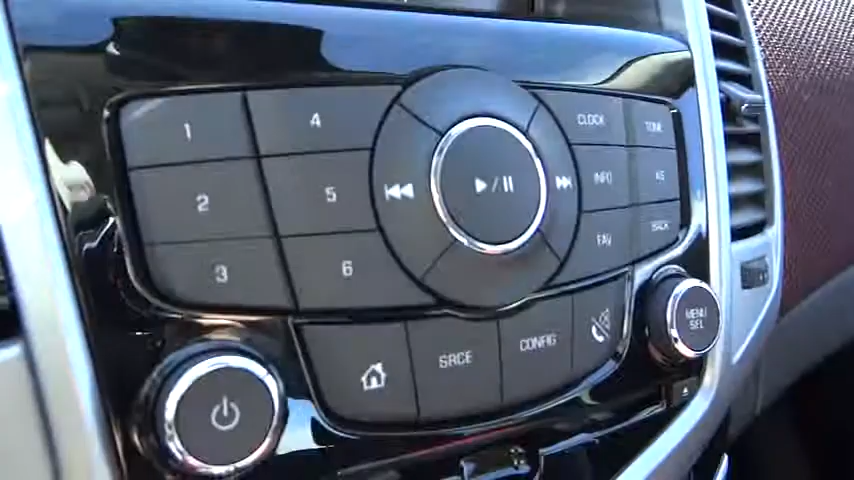 1
4
CLOCK
TONE
2
5
INFO
AS
3
6
FAV
BACK
SRCE
CONFIG
MENU
SEL